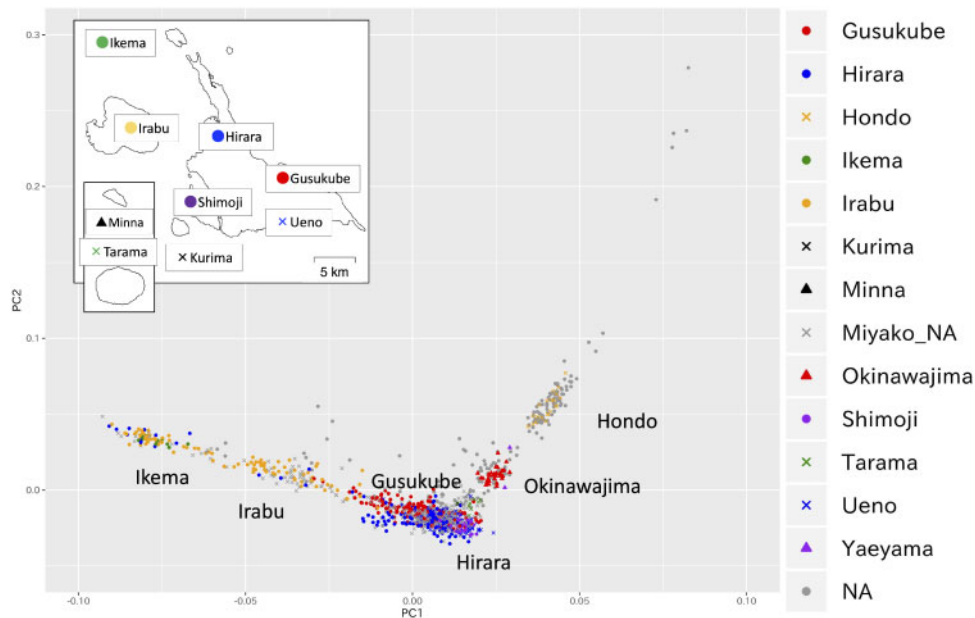 0.3
0.2
0.1
0.0
PC2
-0.10
-0.05
0.00
0.05
0.10
PC1
Ikema
Irabu
Hirara
Gusukube
Shimoji
Minna
Ueno
Tarama
Kurima
5 km
Hondo
Ikema
Irabu
Gusukube
Okinawajima
Hirara
Gusukube
Hirara
Hondo
Ikema
Irabu
Kurima
Minna
Miyako_NA
Okinawajima
Shimoji
Tarama
Ueno
Yaeyama
NA